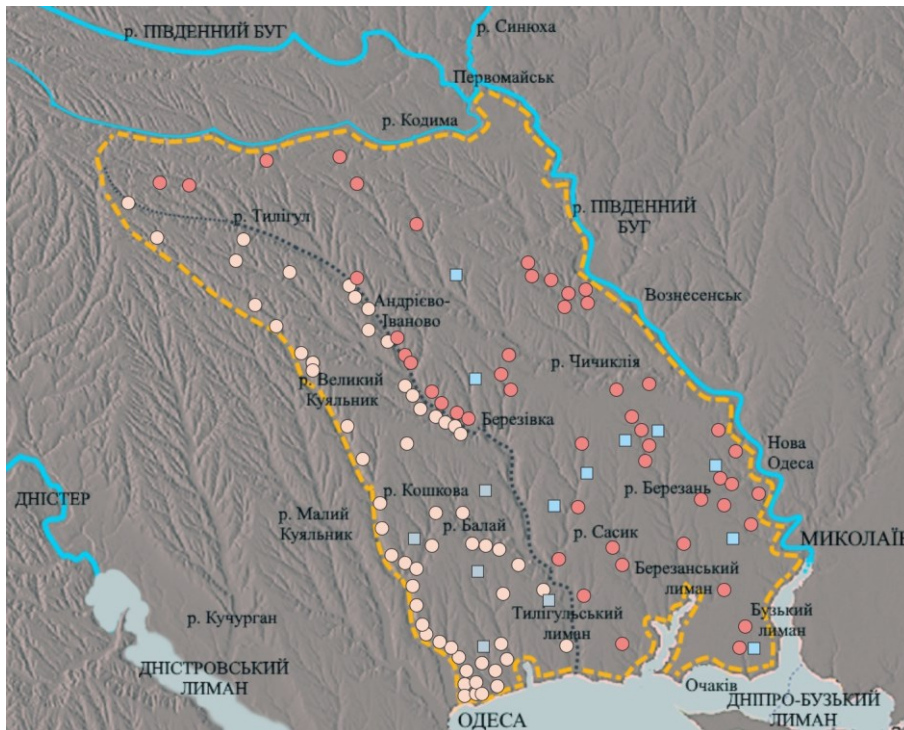 р. Синюха
р. ПІВДЕННИЙ БУГ
Первомайськ
р. Кодима
р. ПІВДЕННИЙ
БУГ
р. Тилігул
Вознесенськ
Андрієво-
Іваново
р. Чичиклія
р. Великий
Куяльник
Березівка
Нова
Одеса
ДНІСТЕР
р. Кошкова
р. Березань
р. Малий
Куяльник
р. Балай
р. Сасик
МИКОЛАЇВ
Березанський
лиман
р. Кучурган
Тилігульський
лиман
Бузький
лиман
ДНІСТРОВСЬКИЙ
ЛИМАН
Очаків
ДНІПРО-БУЗЬКИЙ
ЛИМАН
ОДЕСА